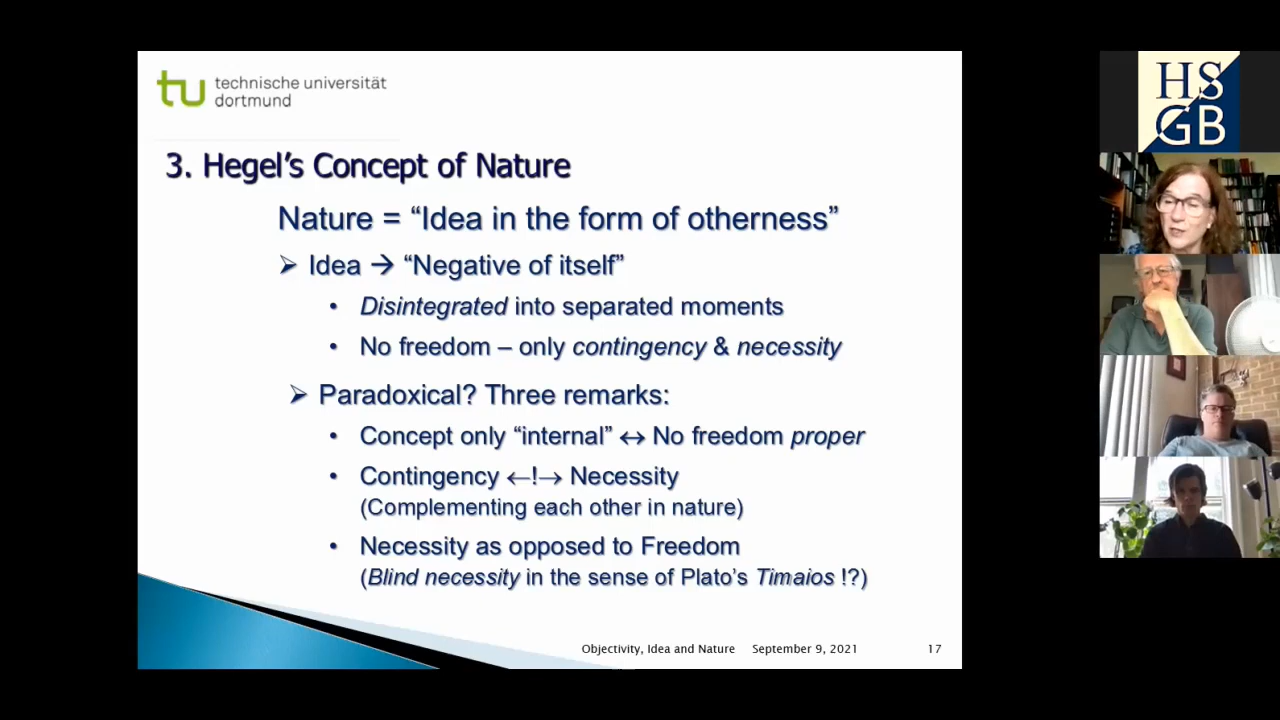 technische universität
dortmund
3. Hegel's Concept of Nature
Nature = “Idea in the form of otherness”
➢ Idea → “Negative of itself”
• Disintegrated into separated moments
• No freedom – only contingency & necessity
➢ Paradoxical? Three remarks:
• Concept only “internal” ↔ No freedom proper
• Contingency ←!→ Necessity
(Complementing each other in nature)
• Necessity as opposed to Freedom
(Blind necessity in the sense of Plato's Timaios !?)
Objectivity, Idea and Nature September 9, 2021 17
HS
GB